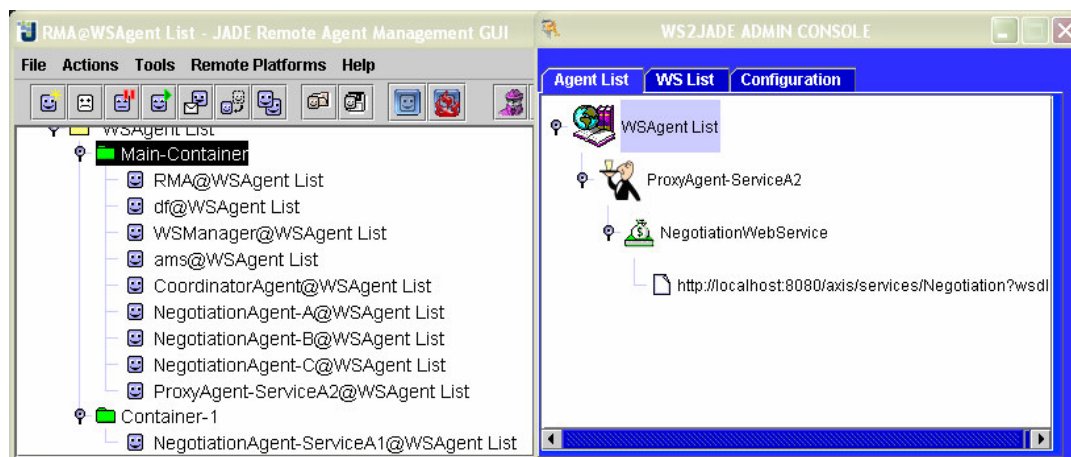 RMA@WSAgent List - JADE Remote Agent Management GUI
File Actions Tools Remote Platforms Help
WSAgent List
Main-Container
RMA@WSAgent List
df@WSAgent List
WSManager@WSAgent List
ams@WSAgent List
CoordinatorAgent@WSAgent List
NegotiationAgent-A@WSAgent List
NegotiationAgent-B@WSAgent List
NegotiationAgent-C@WSAgent List
ProxyAgent-ServiceA2@WSAgent List
Container-1
NegotiationAgent-ServiceA1@WSAgent List
WS2JADE ADMIN CONSOLE
Agent List WS List Configuration
WSAgent List
ProxyAgent-ServiceA2
NegotiationWebService
http://localhost:8080/axis/services/Negotiation?wsdl